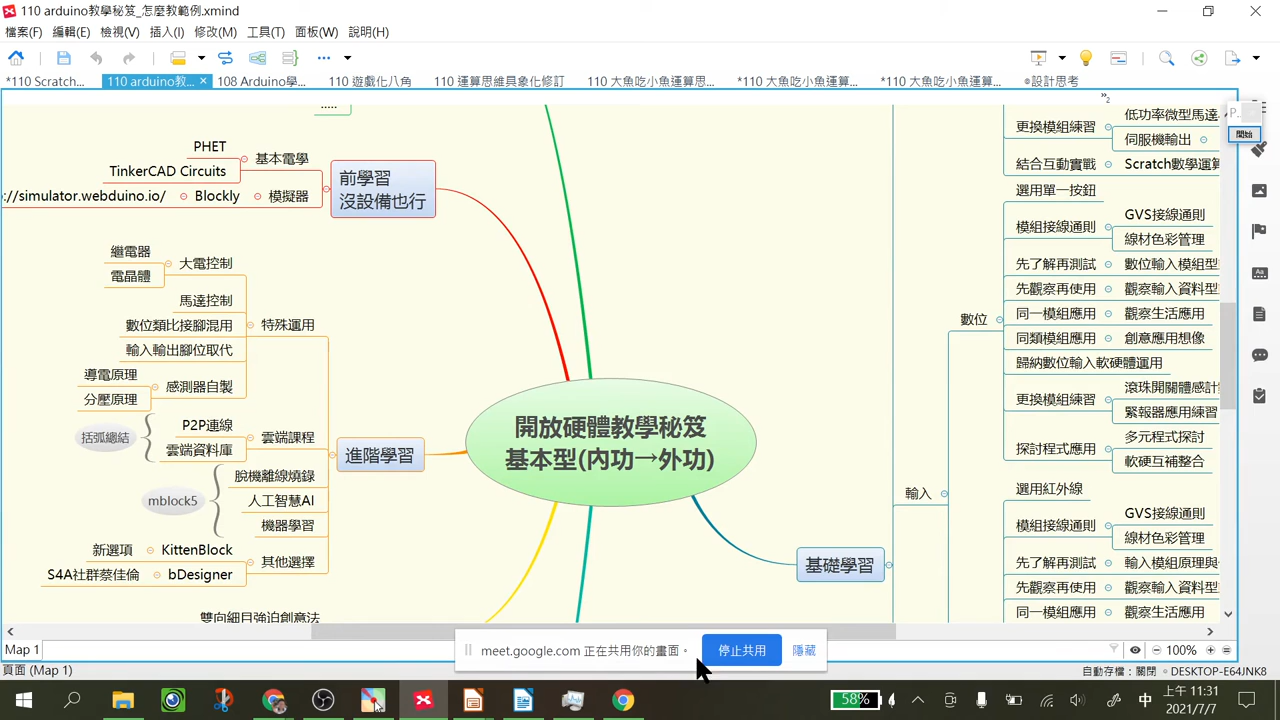 110 arduino教學秘笈_怎麼教範例.xmind
檔案(F) 編輯(E) 檢視(V) 插入(I) 修改(M) 工具(T) 面板(W) 說明(H)
*110 Scratch... 110 arduino教... 108 Arduino學... 110 遊戲化八角 110 運算思維具象化修訂 110 大魚吃小魚運算思... *110 大魚吃小魚運算... *110 大魚吃小魚運算... 設計思考
.....
PHET
TinkerCAD Circuits
基本電學
://simulator.webduino.io/
Blockly
模擬器
前學習
沒設備也行
繼電器
電晶體
大電控制
馬達控制
數位類比接腳混用
輸入輸出腳位取代
導電原理
分壓原理
感測器自製
特殊運用
括弧總結
P2P連線
雲端資料庫
雲端課程
mblock5
脫機離線燒錄
人工智慧AI
機器學習
新選項
KittenBlock
S4A社群蔡佳倫
bDesigner
其他選擇
進階學習
雙向細目強迫創意法
開放硬體教學秘笈
基本型(內功→外功)
基礎學習
輸入
數位
更換模組練習
低功率微型馬達
伺服機輸出
結合互動實戰
Scratch數學運算
選用單一按鈕
模組接線通則
GVS接線通則
線材色彩管理
先了解再測試
數位輸入模組型
先觀察再使用
觀察輸入資料型
同一模組應用
觀察生活應用
同類模組應用
創意應用想像
歸納數位輸入軟硬體運用
更換模組練習
滾珠開關體感計
緊報器應用練習
探討程式應用
多元程式探討
軟硬互補整合
選用紅外線
模組接線通則
GVS接線通則
線材色彩管理
先了解再測試
輸入模組原理與
先觀察再使用
觀察輸入資料型
同一模組應用
觀察生活應用
P...
開始
meet.google.com 正在共用你的畫面。 停止共用 隱藏
Map 1
100%
頁面 (Map 1)
自動存檔：關閉 DESKTOP-E64JNK8
58%
中
上午 11:31
2021/7/7